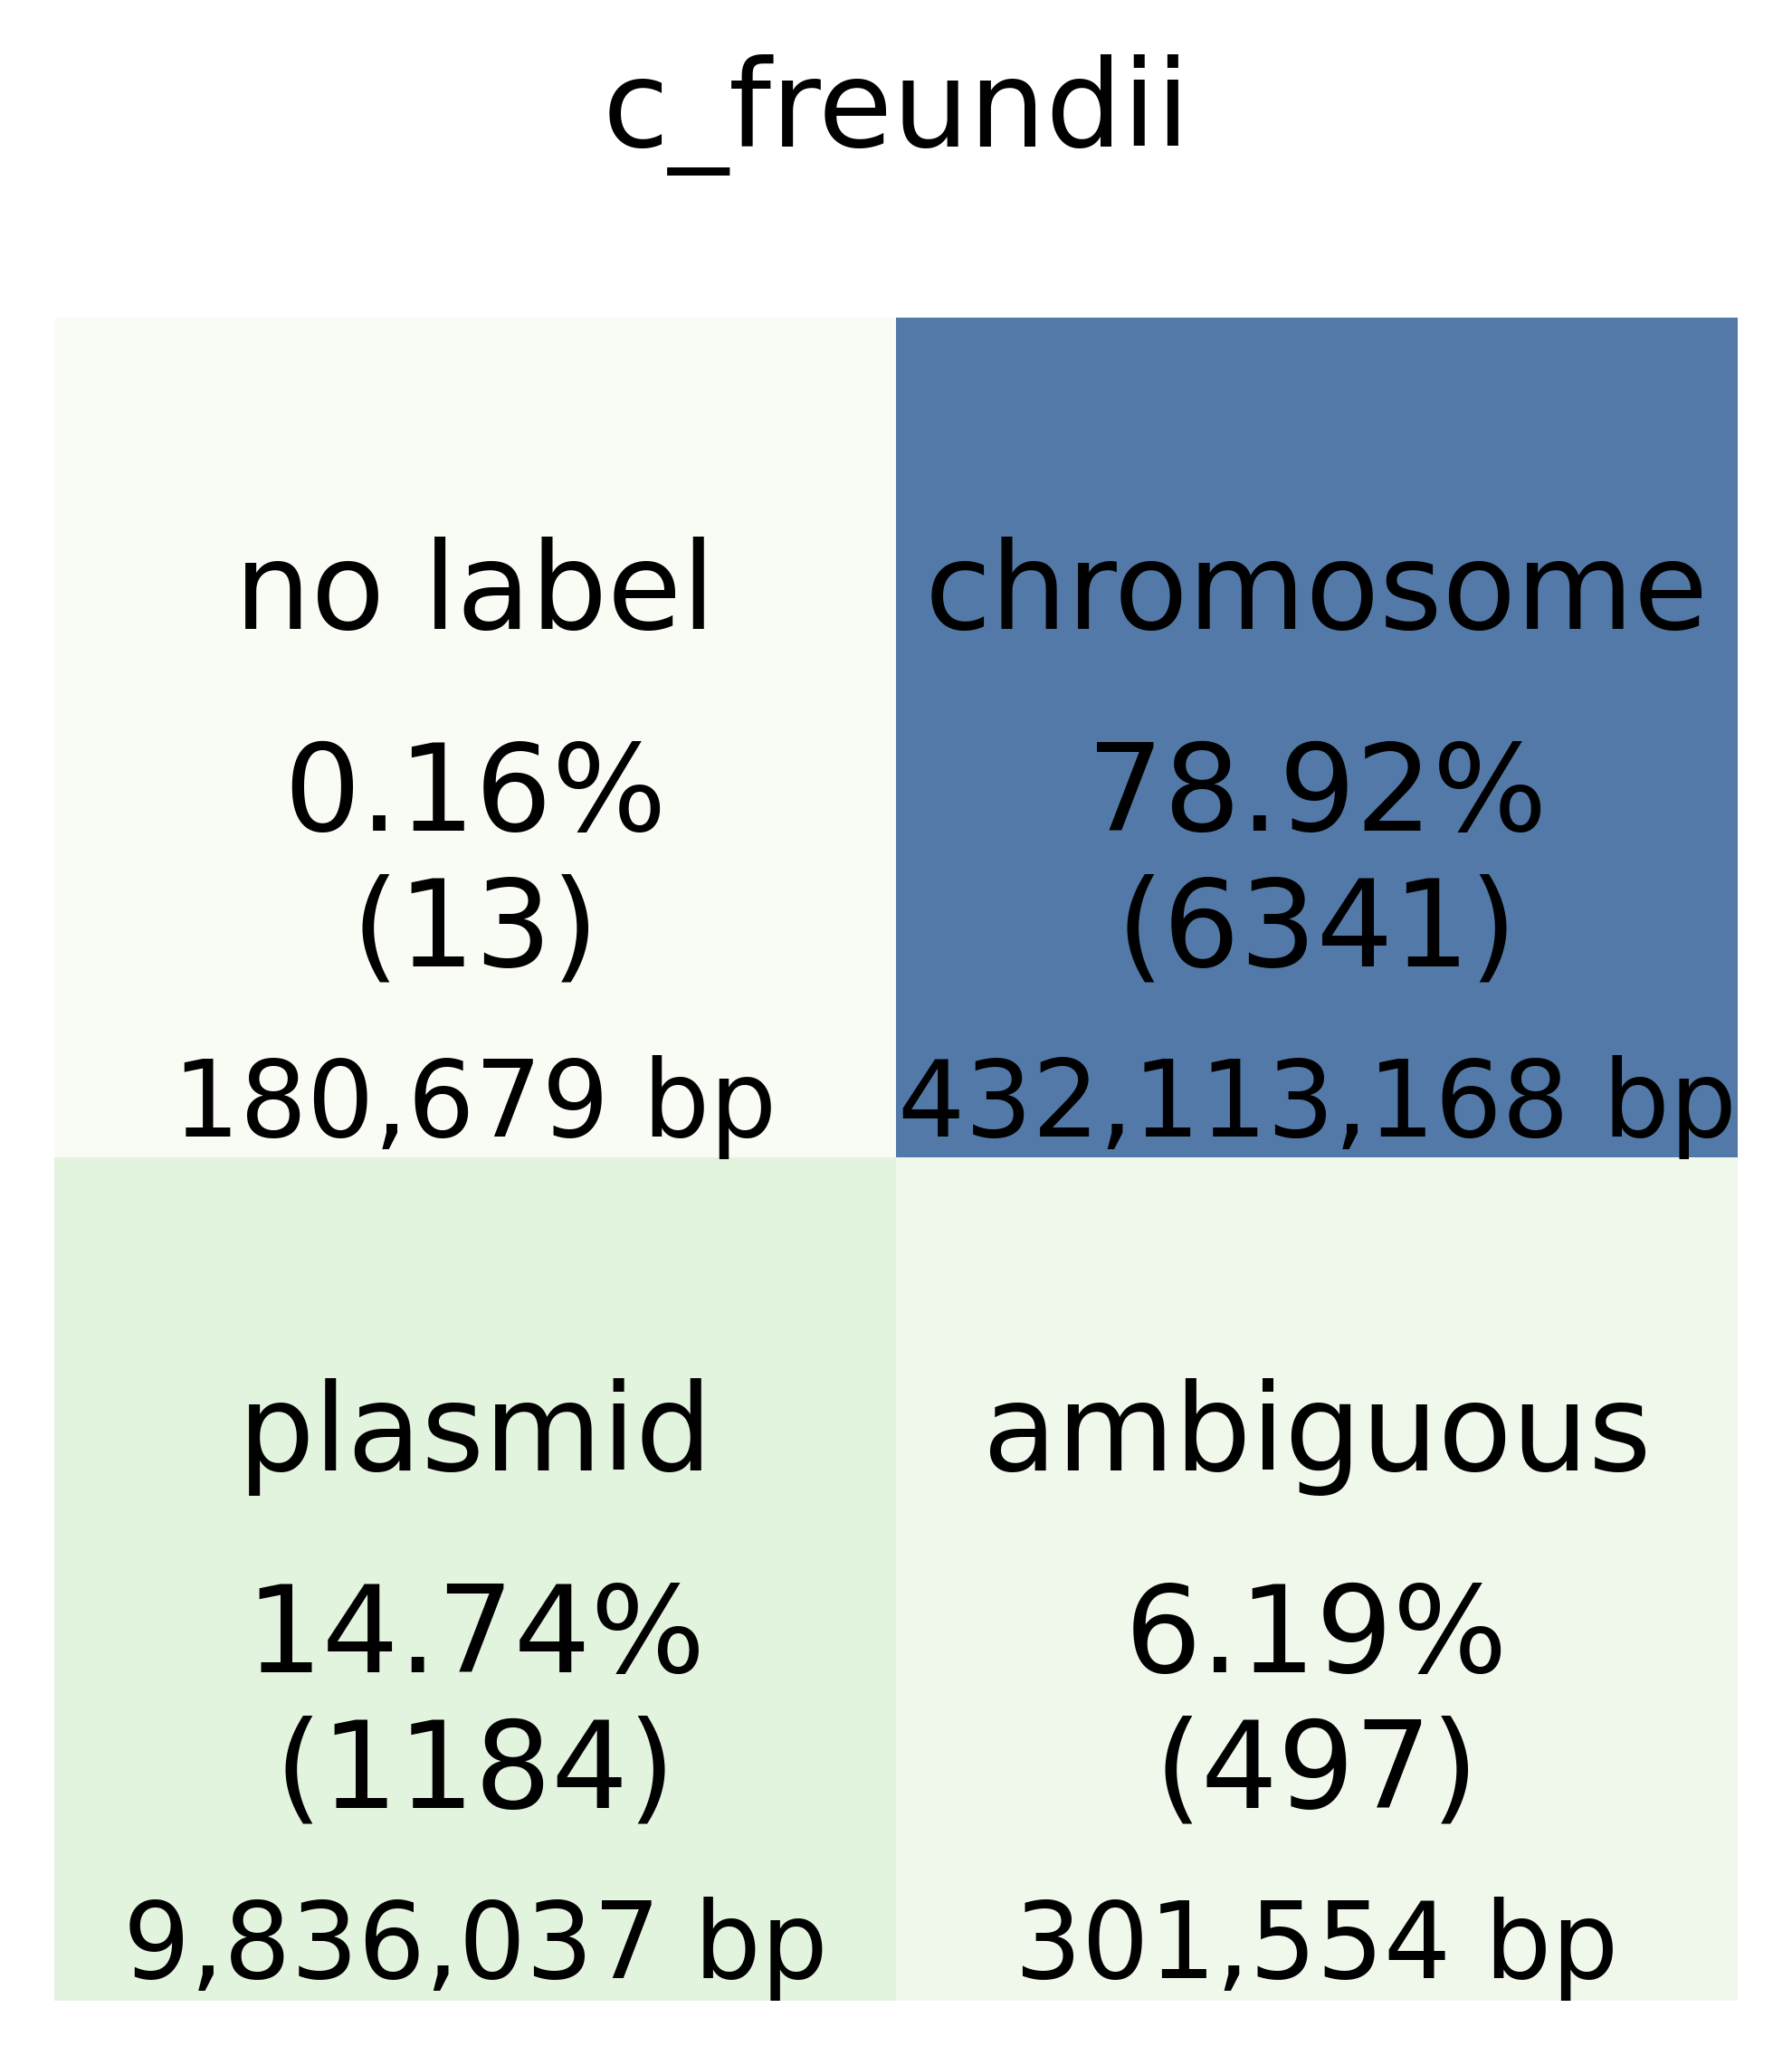 c_freundii
no label
0.16%
(13)
180,679 bp
chromosome
78.92%
(6341)
432,113,168 bp
plasmid
14.74%
(1184)
9,836,037 bp
ambiguous
6.19%
(497)
301,554 bp